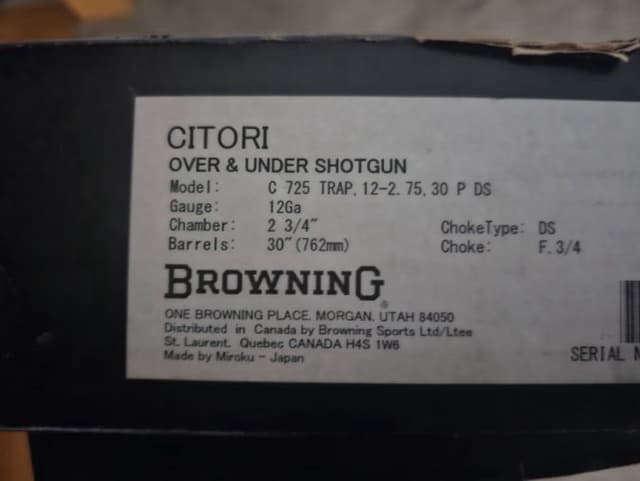 CITORI
OVER & UNDER SHOTGUN
Model: C 725 TRAP, 12-2.75, 30 P DS
Gauge: 12Ga
Chamber: 2 3/4" ChokeType: DS
Barrels: 30"(762mm) Choke: F.3/4
BROWNING®
ONE BROWNING PLACE. MORGAN. UTAH 84050
Distributed in Canada by Browning Sports Ltd/Ltee
St. Laurent. Quebec CANADA H4S 1W6
Made by Miroku - Japan
SERIAL N